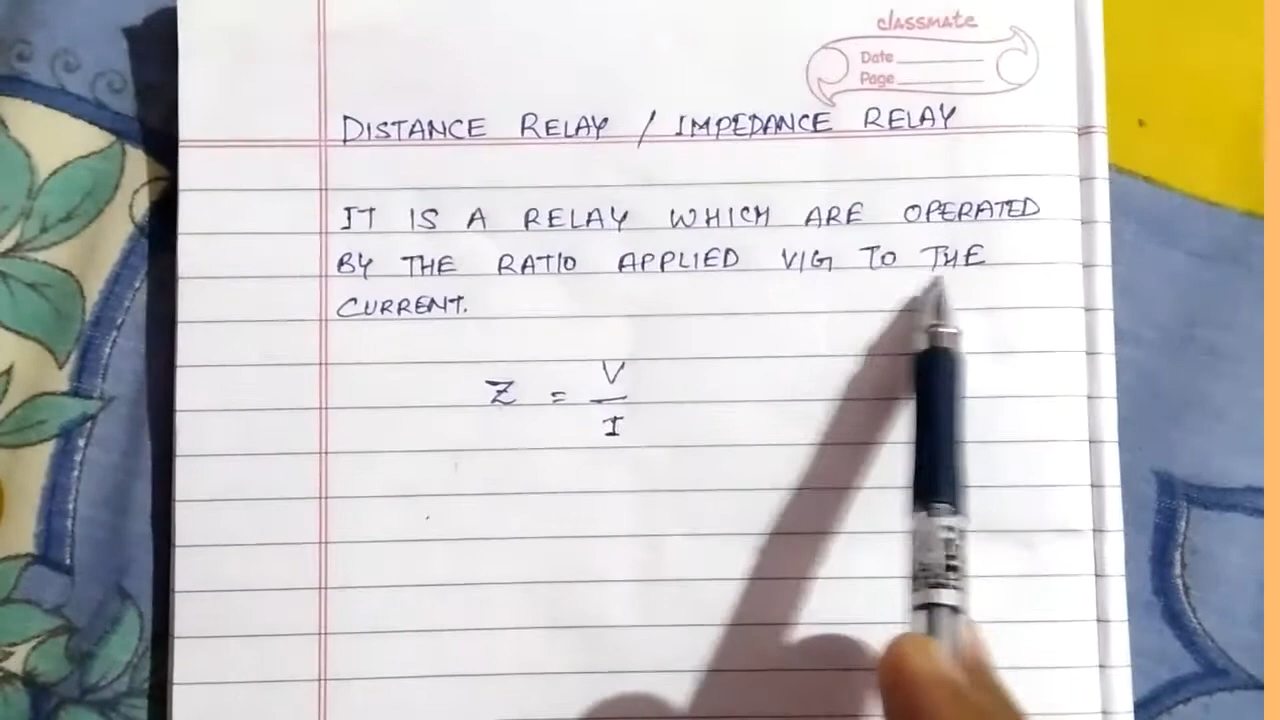 classmate
Date
Page
DISTANCE RELAY / IMPEDANCE RELAY
IT IS A RELAY WHICH ARE OPERATED
BY THE RATIO APPLIED V/G TO THE
CURRENT.
Z = V/I